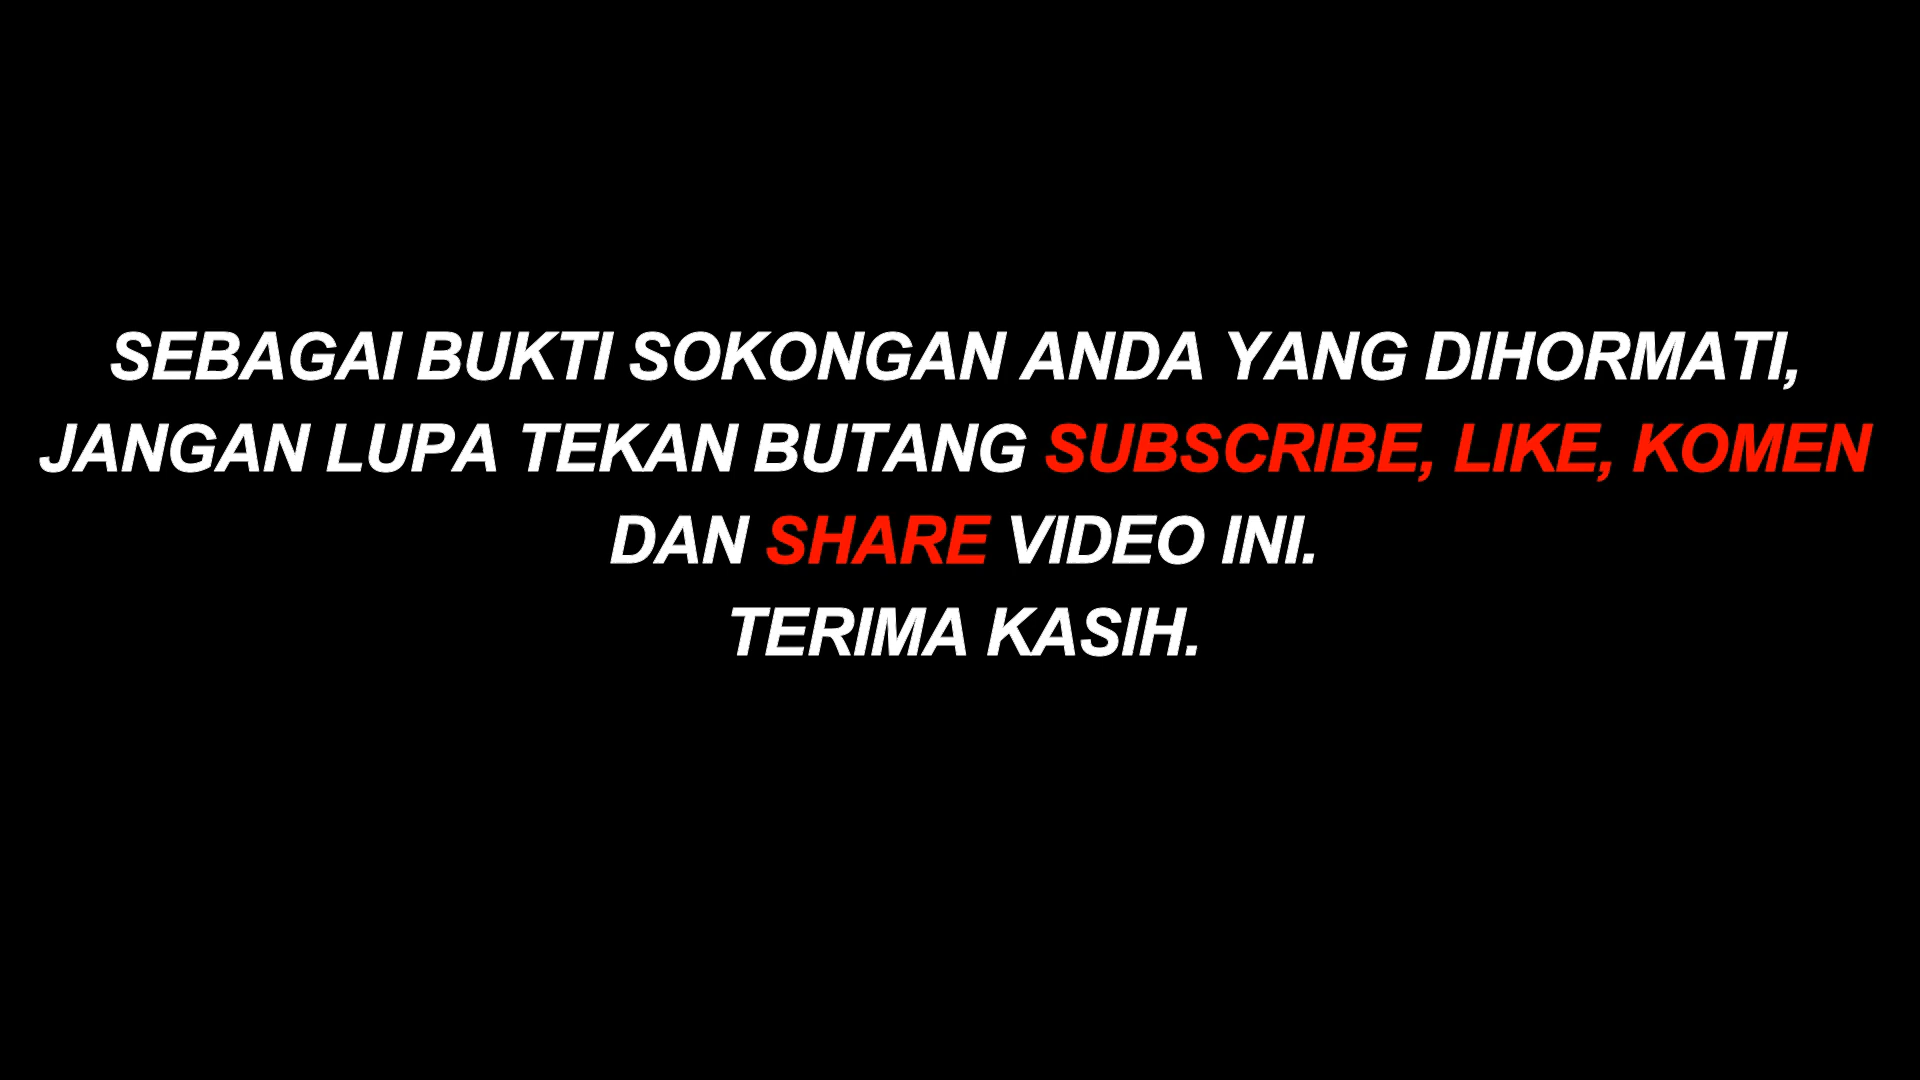 SEBAGAI BUKTI SOKONGAN ANDA YANG DIHORMATI,
JANGAN LUPA TEKAN BUTANG SUBSCRIBE, LIKE, KOMEN
DAN SHARE VIDEO INI.
TERIMA KASIH.